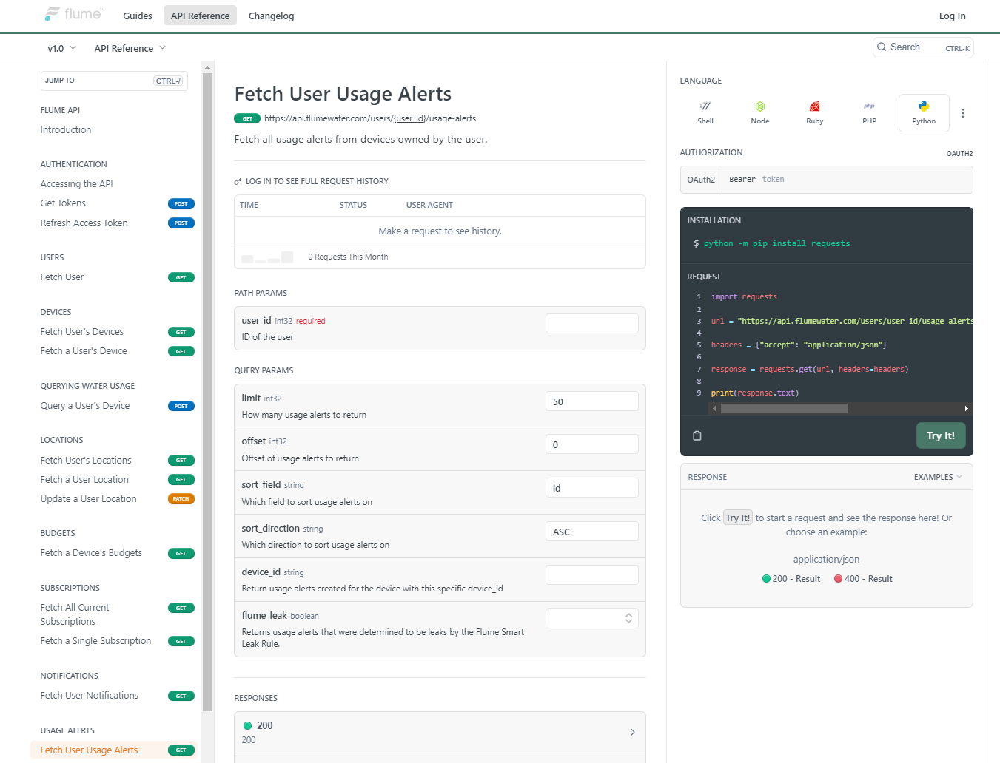 flume™
Guides
API Reference
Changelog
Log In
v1.0
API Reference
Search
CTRL-K
JUMP TO
CTRL-/
FLUME API
Introduction
AUTHENTICATION
Accessing the API
Get Tokens POST
Refresh Access Token POST
USERS
Fetch User GET
DEVICES
Fetch User's Devices GET
Fetch a User's Device GET
QUERYING WATER USAGE
Query a User's Device POST
LOCATIONS
Fetch User's Locations GET
Fetch a User Location GET
Update a User Location PATCH
BUDGETS
Fetch a Device's Budgets GET
SUBSCRIPTIONS
Fetch All Current GET
Subscriptions
Fetch a Single Subscription GET
NOTIFICATIONS
Fetch User Notifications GET
USAGE ALERTS
Fetch User Usage Alerts GET
Fetch User Usage Alerts
GET https://api.flumewater.com/users/{user_id}/usage-alerts
Fetch all usage alerts from devices owned by the user.
LOG IN TO SEE FULL REQUEST HISTORY
TIME STATUS USER AGENT
Make a request to see history.
0 Requests This Month
PATH PARAMS
user_id int32 required
ID of the user
QUERY PARAMS
limit int32
50
How many usage alerts to return
offset int32
0
Offset of usage alerts to return
sort_field string
id
Which field to sort usage alerts on
sort_direction string
ASC
Which direction to sort usage alerts on
device_id string
Return usage alerts created for the device with this specific device_id
flume_leak boolean
Returns usage alerts that were determined to be leaks by the Flume Smart
Leak Rule.
RESPONSES
200
200
LANGUAGE
Shell
Node
Ruby
php
PHP
Python
AUTHORIZATION
OAUTH2
OAuth2 Bearer token
INSTALLATION
$ python -m pip install requests
REQUEST
1 import requests
2
3 url = "https://api.flumewater.com/users/user_id/usage-alerts
4
5 headers = {"accept": "application/json"}
6
7 response = requests.get(url, headers=headers)
8
9 print(response.text)
Try It!
RESPONSE
EXAMPLES
Click Try It! to start a request and see the response here! Or
choose an example:
application/json
200 - Result
400 - Result